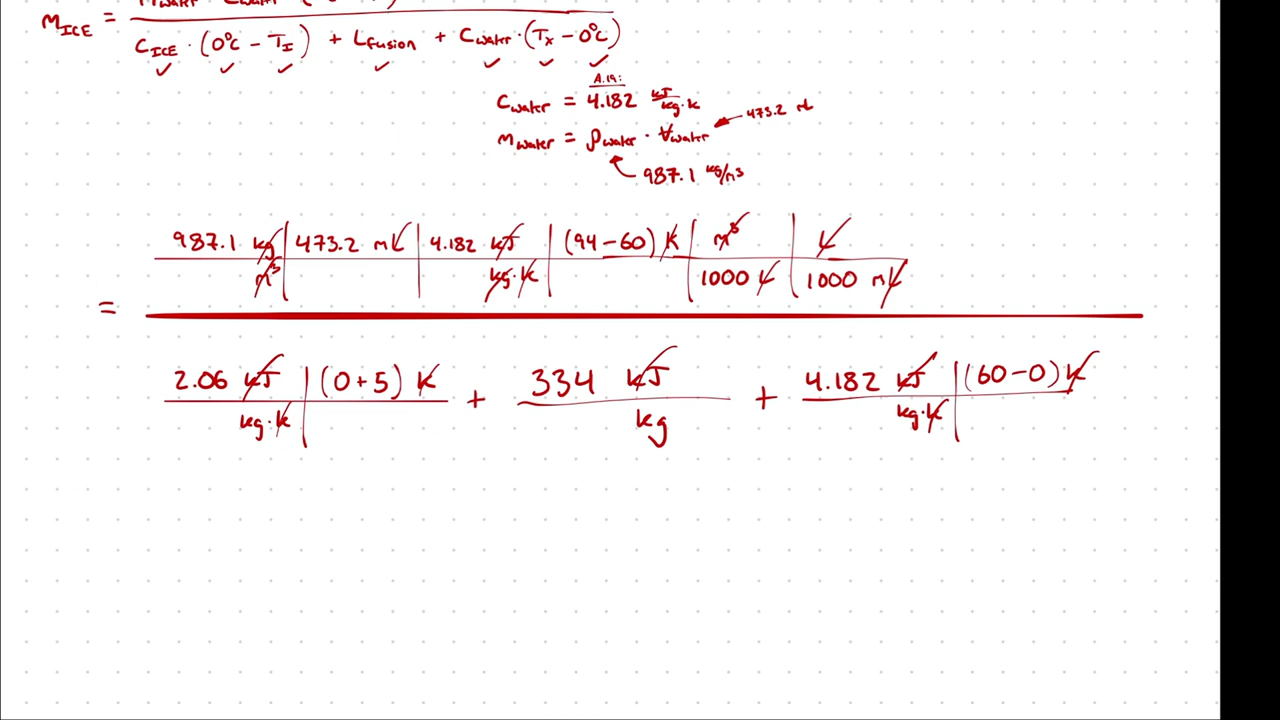 m_ICE =
C_ICE · (0°C − T_I) + L_fusion + C_water · (T_x − 0°C)
✓ ✓ ✓ ✓ ✓ ✓ ✓
A.19:
C_water = 4.182 kJ/kg·K
m_water = ρ_water · V_water ← 473.2 mL
987.1 kg/m³
987.1 kg | 473.2 mL | 4.182 kJ | (94−60) K | m³ | L
m³ | kg·K | 1000 L | 1000 mL
=
2.06 kJ | (0+5) K + 334 kJ + 4.182 kJ | (60−0) K
kg·K kg kg·K